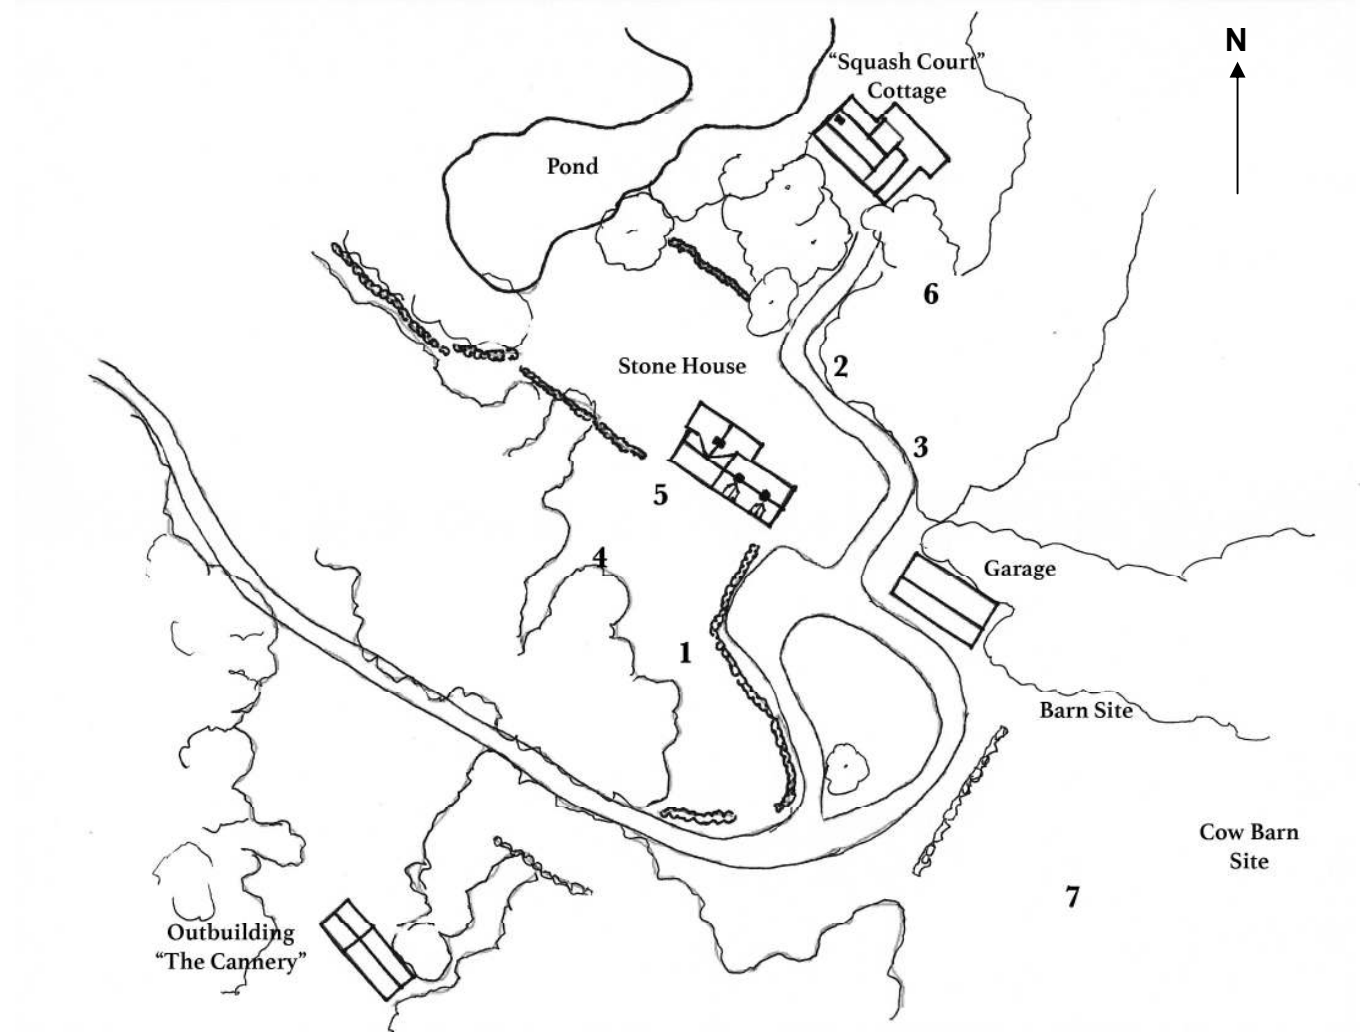 N
“Squash Court”
Cottage
Pond
6
Stone House
2
3
5
4
Garage
1
Barn Site
Cow Barn
Site
7
Outbuilding
“The Cannery”